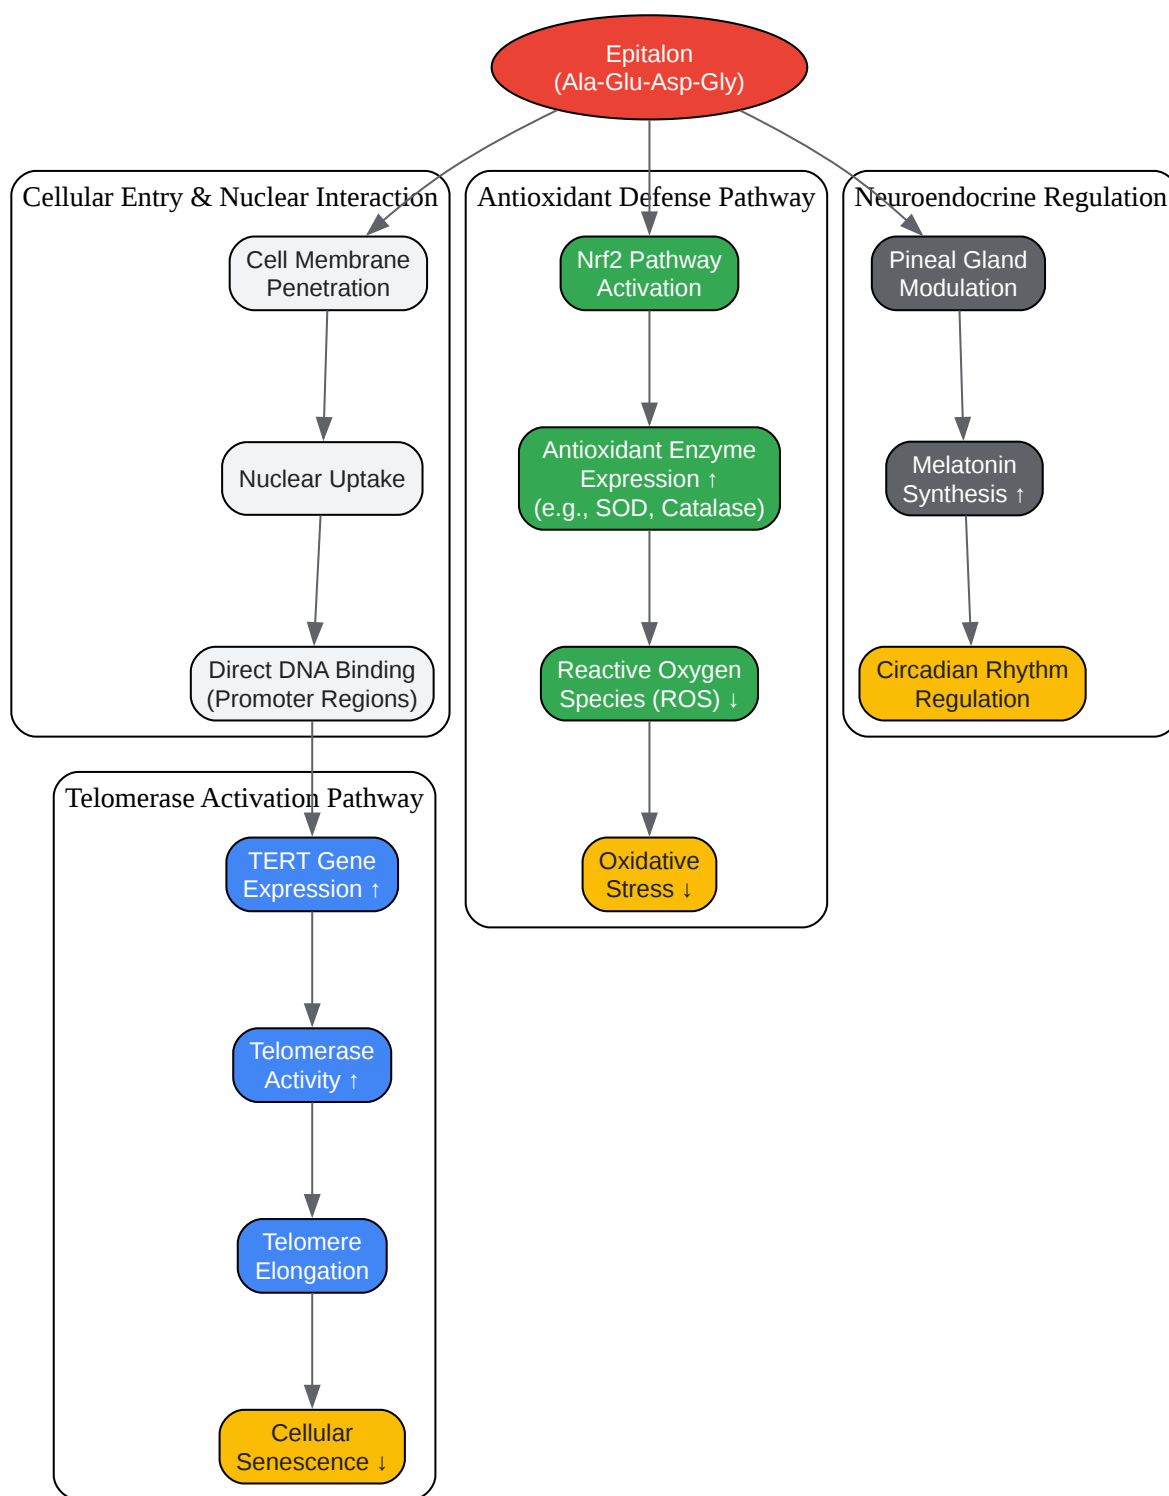 Epitalon
(Ala-Glu-Asp-Gly)
Cellular Entry & Nuclear Interaction
Cell Membrane
Penetration
Nuclear Uptake
Direct DNA Binding
(Promoter Regions)
Telomerase Activation Pathway
TERT Gene
Expression ↑
Telomerase
Activity ↑
Telomere
Elongation
Cellular
Senescence ↓
Antioxidant Defense Pathway
Nrf2 Pathway
Activation
Antioxidant Enzyme
Expression ↑
(e.g., SOD, Catalase)
Reactive Oxygen
Species (ROS) ↓
Oxidative
Stress ↓
Neuroendocrine Regulation
Pineal Gland
Modulation
Melatonin
Synthesis ↑
Circadian Rhythm
Regulation